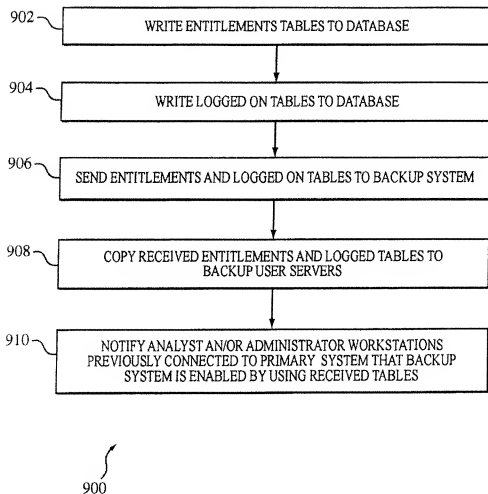 902
WRITE ENTITLEMENTS TABLES TO DATABASE
904
WRITE LOGGED ON TABLES TO DATABASE
906
SEND ENTITLEMENTS AND LOGGED ON TABLES TO BACKUP SYSTEM
908
COPY RECEIVED ENTITLEMENTS AND LOGGED TABLES TO
BACKUP USER SERVERS
910
NOTIFY ANALYST AN/OR ADMINISTRATOR WORKSTATIONS
PREVIOUSLY CONNECTED TO PRIMARY SYSTEM THAT BACKUP
SYSTEM IS ENABLED BY USING RECEIVED TABLES
900